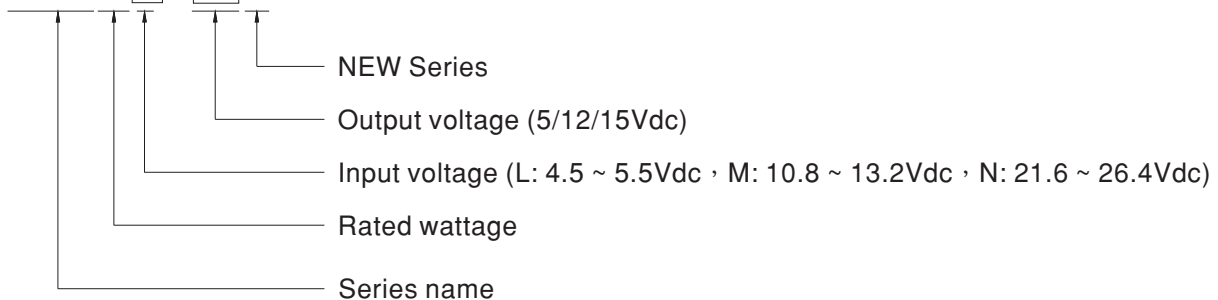 NEW Series
Output voltage (5/12/15Vdc)
Input voltage (L: 4.5 ~ 5.5Vdc，M: 10.8 ~ 13.2Vdc，N: 21.6 ~ 26.4Vdc)
Rated wattage
Series name